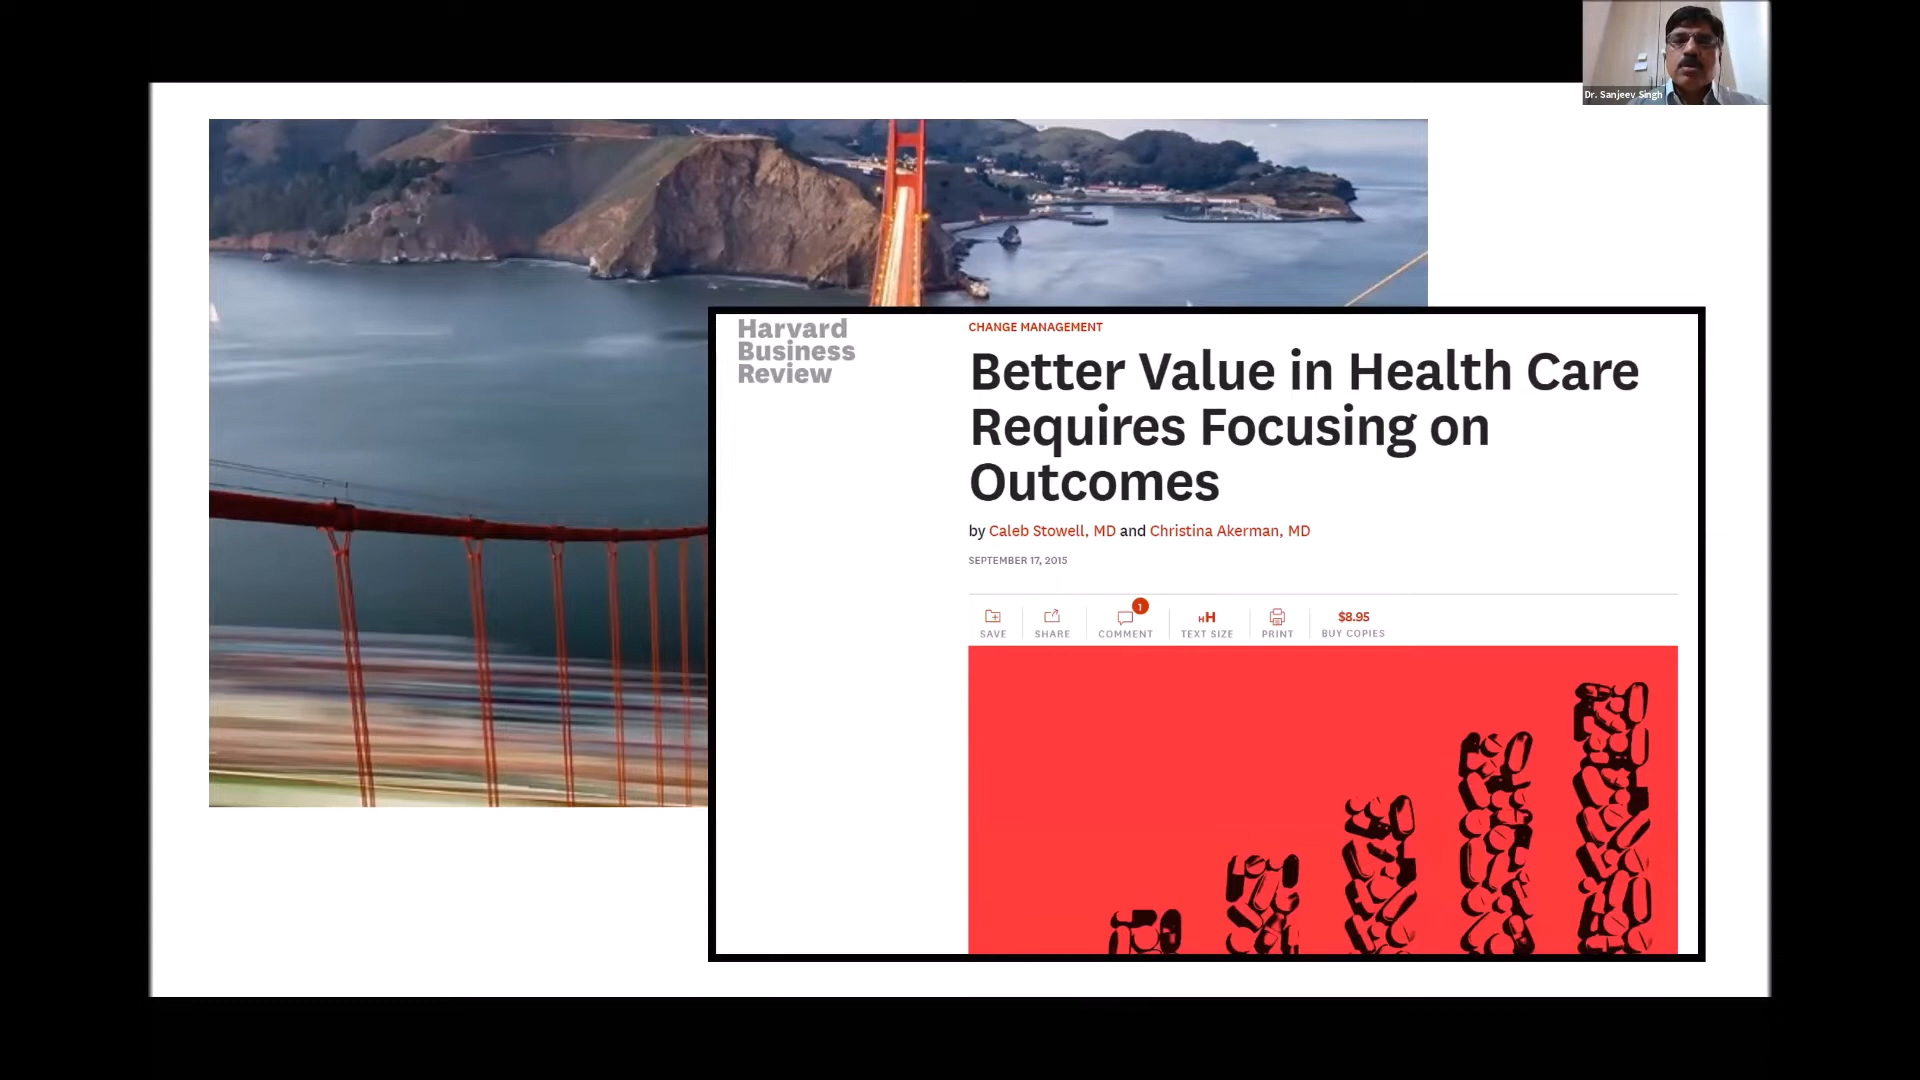 Dr. Sanjeev Singh
Harvard
Business
Review
CHANGE MANAGEMENT
Better Value in Health Care
Requires Focusing on
Outcomes
by Caleb Stowell, MD and Christina Akerman, MD
SEPTEMBER 17, 2015
1
HH $8.95
SAVE SHARE COMMENT TEXT SIZE PRINT BUY COPIES